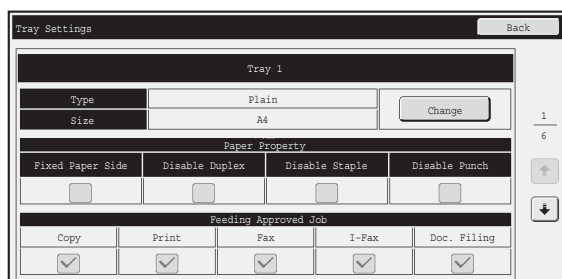 Tray Settings Back
Tray 1
Type Plain
Change
Size A4
1
6
Paper Property
Fixed Paper Side Disable Duplex Disable Staple Disable Punch
Feeding Approved Job
Copy Print Fax I-Fax Doc. Filing